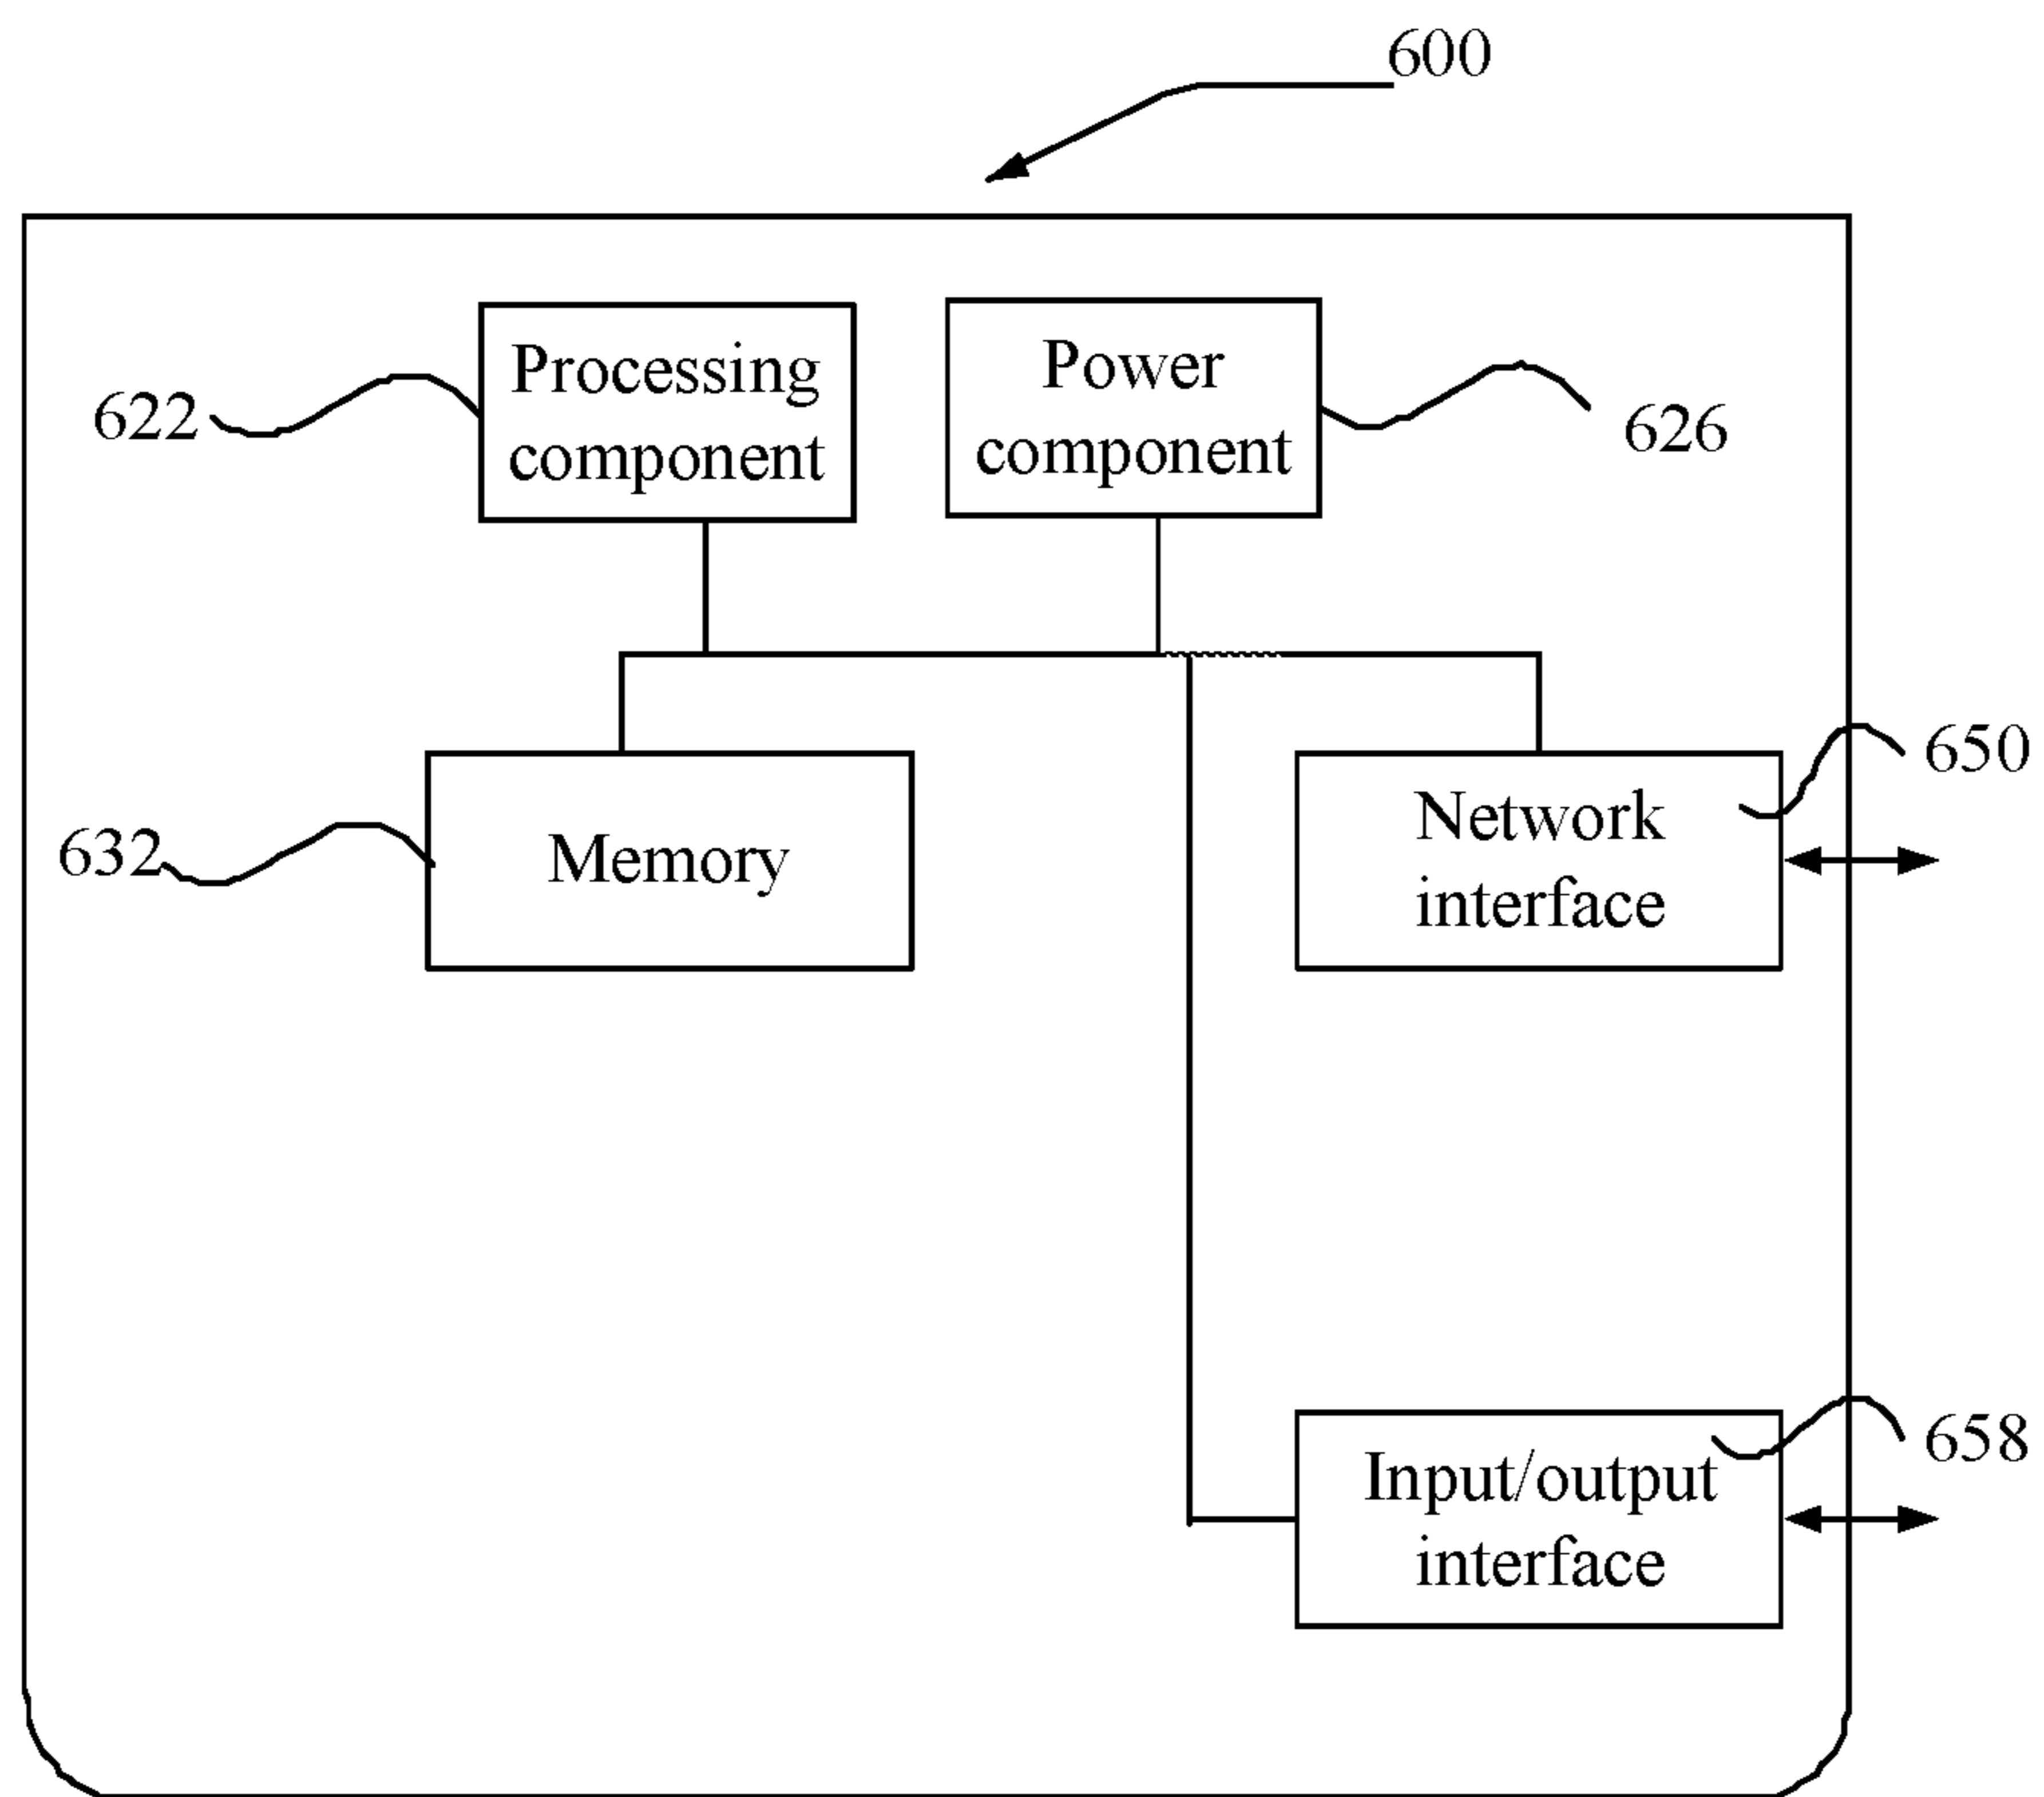 600
Processing
component
Power
component
622
626
650
Network
interface
632
Memory
658
Input/output
interface